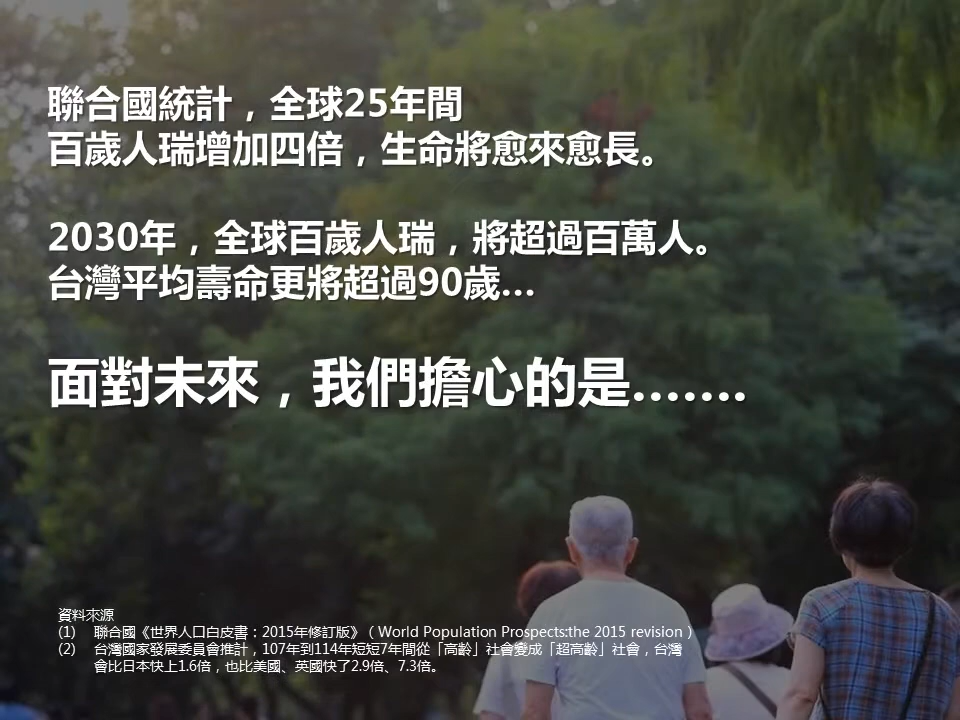 聯合國統計，全球25年間
百歲人瑞增加四倍，生命將愈來愈長。
2030年，全球百歲人瑞，將超過百萬人。
台灣平均壽命更將超過90歲...
面對未來，我們擔心的是.......
資料來源
(1) 聯合國《世界人口白皮書：2015年修訂版》（World Population Prospects:the 2015 revision）
(2) 台灣國家發展委員會推計，107年到114年短短7年間從「高齡」社會變成「超高齡」社會，台灣
會比日本快上1.6倍，也比美國、英國快了2.9倍、7.3倍。